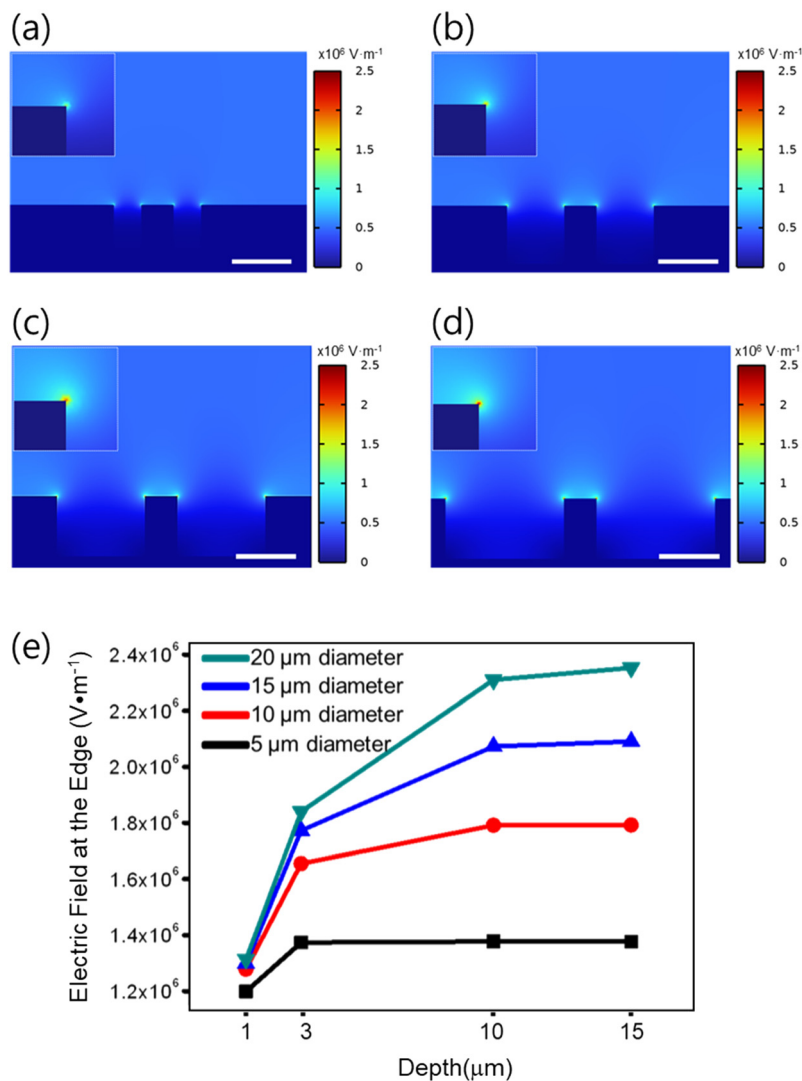 (a)
x10⁶ V·m⁻¹
2.5
2
1.5
1
0.5
0
(b)
x10⁶ V·m⁻¹
2.5
2
1.5
1
0.5
0
(c)
x10⁶ V·m⁻¹
2.5
2
1.5
1
0.5
0
(d)
x10⁶ V·m⁻¹
2.5
2
1.5
1
0.5
0
(e)
Electric Field at the Edge (V•m⁻¹)
2.4x10⁶
2.2x10⁶
2.0x10⁶
1.8x10⁶
1.6x10⁶
1.4x10⁶
1.2x10⁶
20 µm diameter
15 µm diameter
10 µm diameter
5 µm diameter
1 3 10 15
Depth(µm)